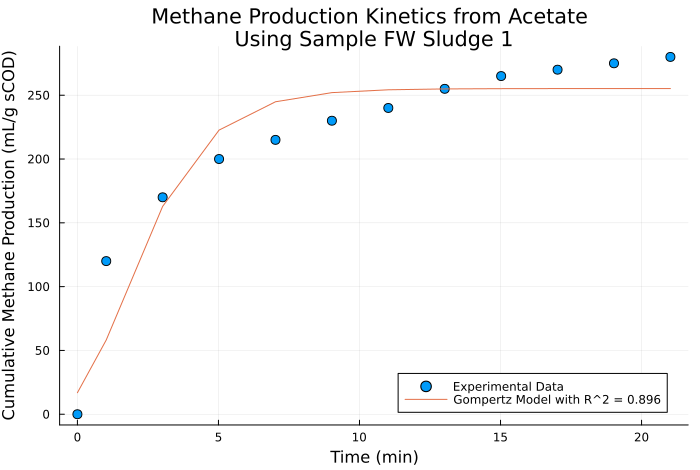 Methane Production Kinetics from Acetate
Using Sample FW Sludge 1
Cumulative Methane Production (mL/g sCOD)
250
200
150
100
50
0
0 5 10 15 20
Time (min)
Experimental Data
Gompertz Model with R^2 = 0.896